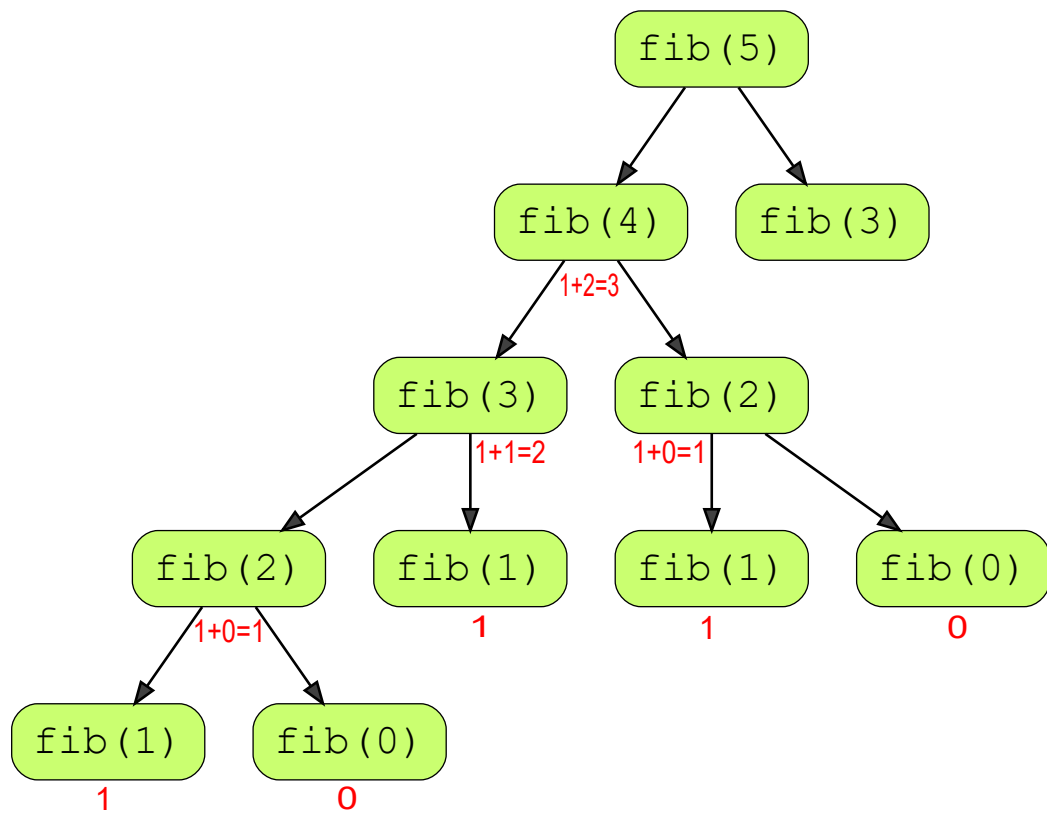 fib(5)
fib(4)
fib(3)
1+2=3
fib(3)
fib(2)
1+1=2
1+0=1
fib(2)
fib(1)
fib(1)
fib(0)
1+0=1
1
1
0
fib(1)
fib(0)
1
0